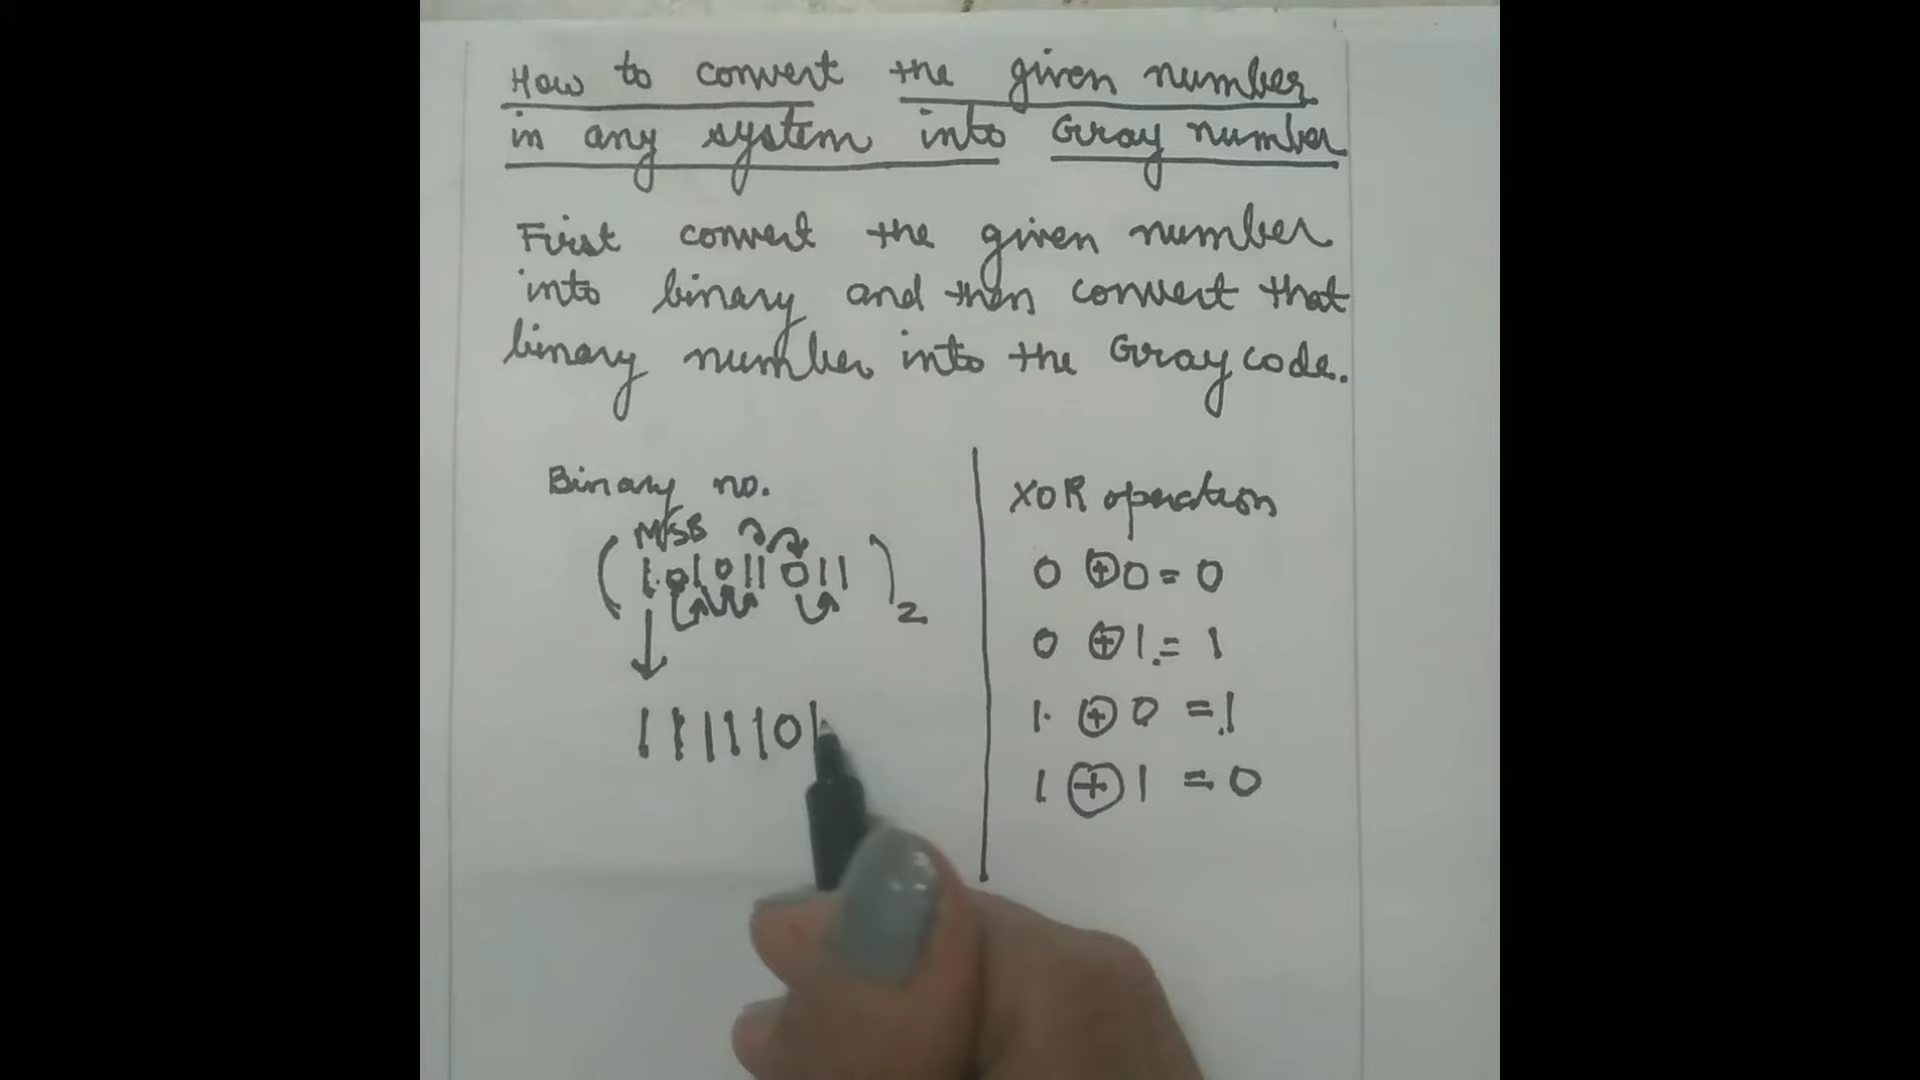 How to convert the given number
in any system into Gray number
First convert the given number
into binary and then convert that
binary number into the Gray code.
Binary no.
MSB
(1 0 1 0 1 1 0 1 1)2
1 1 1 1 1 0 1
XOR operation
0 ⊕ 0 = 0
0 ⊕ 1 = 1
1 ⊕ 0 = 1
1 ⊕ 1 = 0